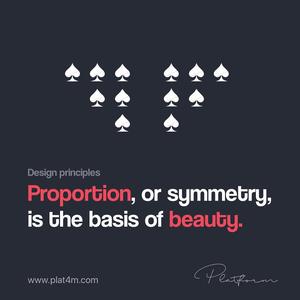 Design principles
Proportion, or symmetry,
is the basis of beauty.
www.plat4m.com
Platform